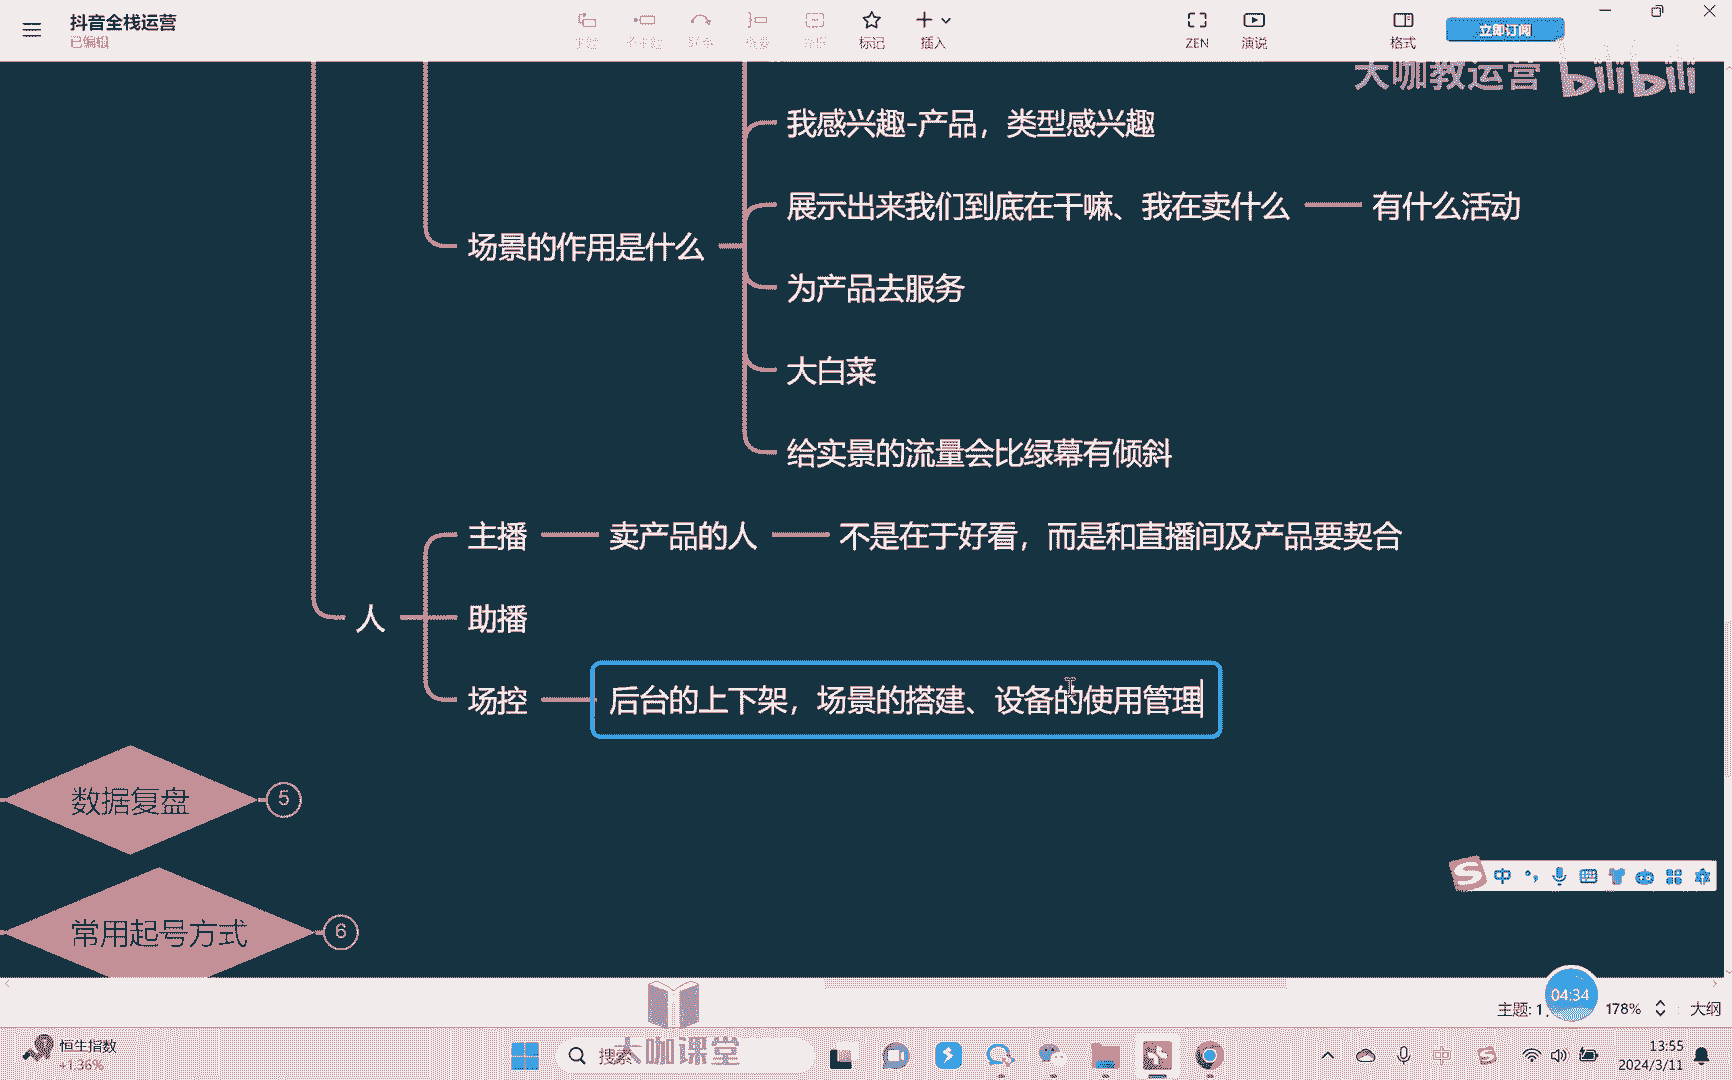 抖音全栈运营
已编辑
标记
插入
ZEN
演说
格式
立即订阅
大咖教运营 bilibili
我感兴趣-产品，类型感兴趣
展示出来我们到底在干嘛、我在卖什么
有什么活动
场景的作用是什么
为产品去服务
大白菜
给实景的流量会比绿幕有倾斜
主播
卖产品的人
不是在于好看，而是和直播间及产品要契合
人
助播
场控
后台的上下架，场景的搭建、设备的使用管理
数据复盘
5
常用起号方式
6
中
04:34
主题: 1
178%
大纲
恒生指数
+1.36%
搜索
大咖课堂
中
13:55
2024/3/11